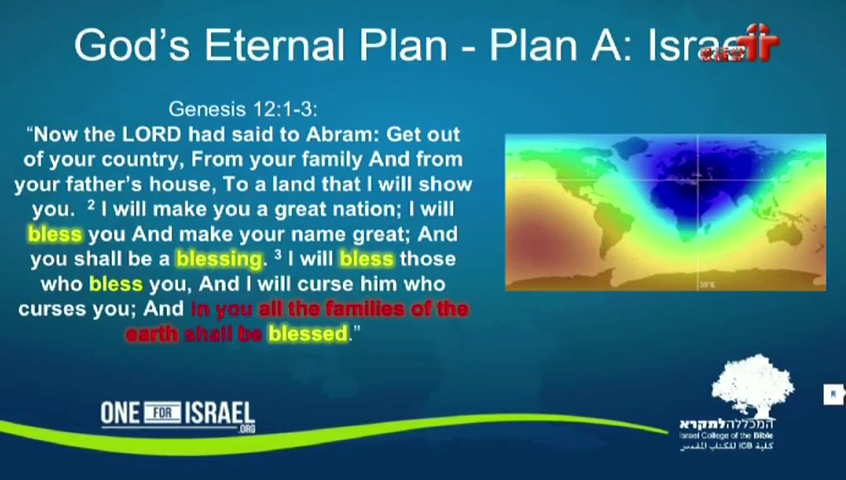 God's Eternal Plan - Plan A: Israel
Genesis 12:1-3:
“Now the LORD had said to Abram: Get out
of your country, From your family And from
your father's house, To a land that I will show
you. ² I will make you a great nation; I will
bless you And make your name great; And
you shall be a blessing. ³ I will bless those
who bless you, And I will curse him who
curses you; And in you all the families of the
earth shall be blessed.”
ONE FOR ISRAEL
.ORG
המכללה למקרא
Israel College of the Bible
كلية ICB للكتاب المقدس